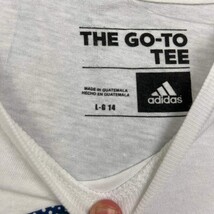 THE GO-TO
TEE
MADE IN GUATEMALA
HECHO EN GUATEMALA
L-G 14
adidas